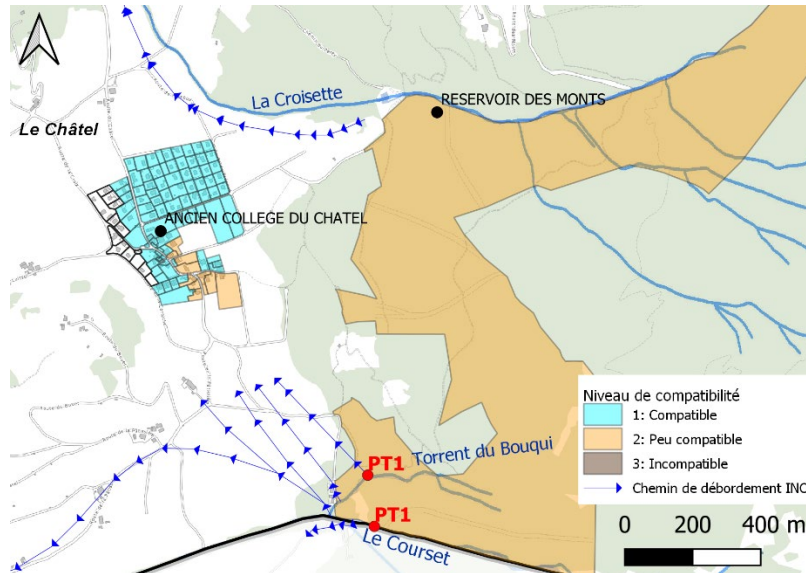 La Croisette
RESERVOIR DES MONTS
Le Châtel
ANCIEN COLLEGE DU CHATEL
Niveau de compatibilité
1: Compatible
2: Peu compatible
3: Incompatible
Chemin de débordement INO
Torrent du Bouqui
PT1
PT1
Le Courset
0 200 400 m